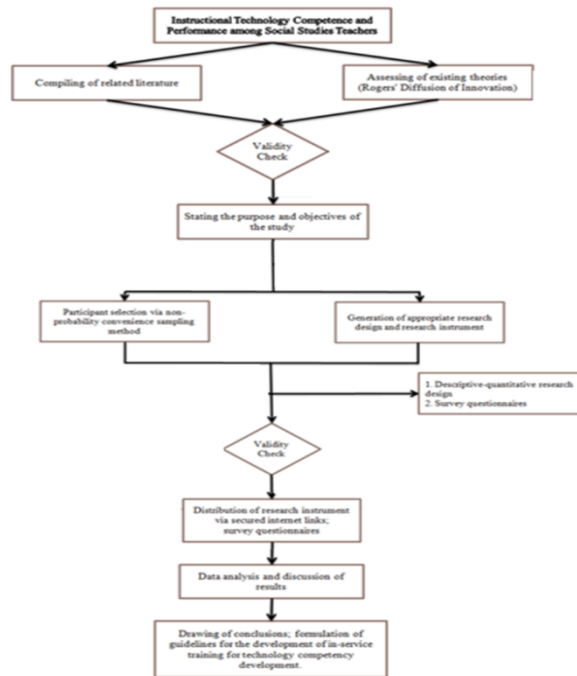 Instructional Technology Competence and
Performance among Social Studies Teachers
Compiling of related literature
Assessing of existing theories
(Rogers' Diffusion of Innovation)
Validity
Check
Stating the purpose and objectives of
the study
Participant selection via non-
probability convenience sampling
method
Generation of appropriate research
design and research instrument
1. Descriptive-quantitative research
design
2. Survey questionnaires
Validity
Check
Distribution of research instrument
via secured internet links;
survey questionnaires
Data analysis and discussion of
results
Drawing of conclusions; formulation of
guidelines for the development of in-service
training for technology competency
development.